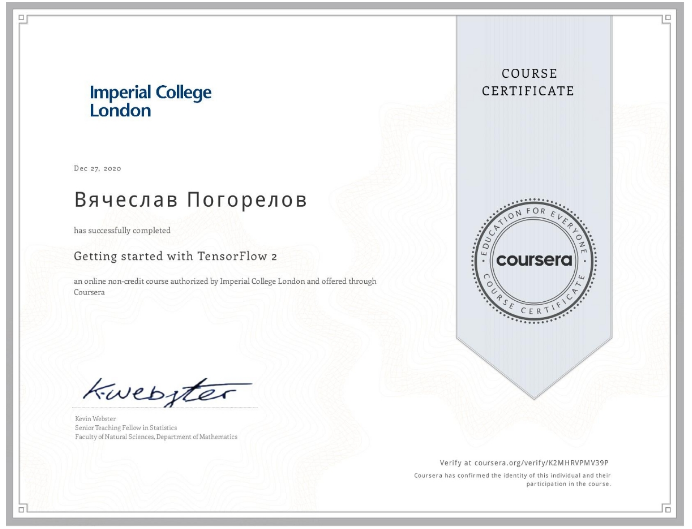 Imperial College
London
COURSE
CERTIFICATE
Dec 27, 2020
Вячеслав Погорелов
has successfully completed
Getting started with TensorFlow 2
an online non-credit course authorized by Imperial College London and offered through
Coursera
EDUCATION FOR EVERYONE
coursera
COURSE CERTIFICATE
K.Webster
Kevin Webster
Senior Teaching Fellow in Statistics
Faculty of Natural Sciences, Department of Mathematics
Verify at coursera.org/verify/K2MHRVPMV39P
Coursera has confirmed the identity of this individual and their
participation in the course.